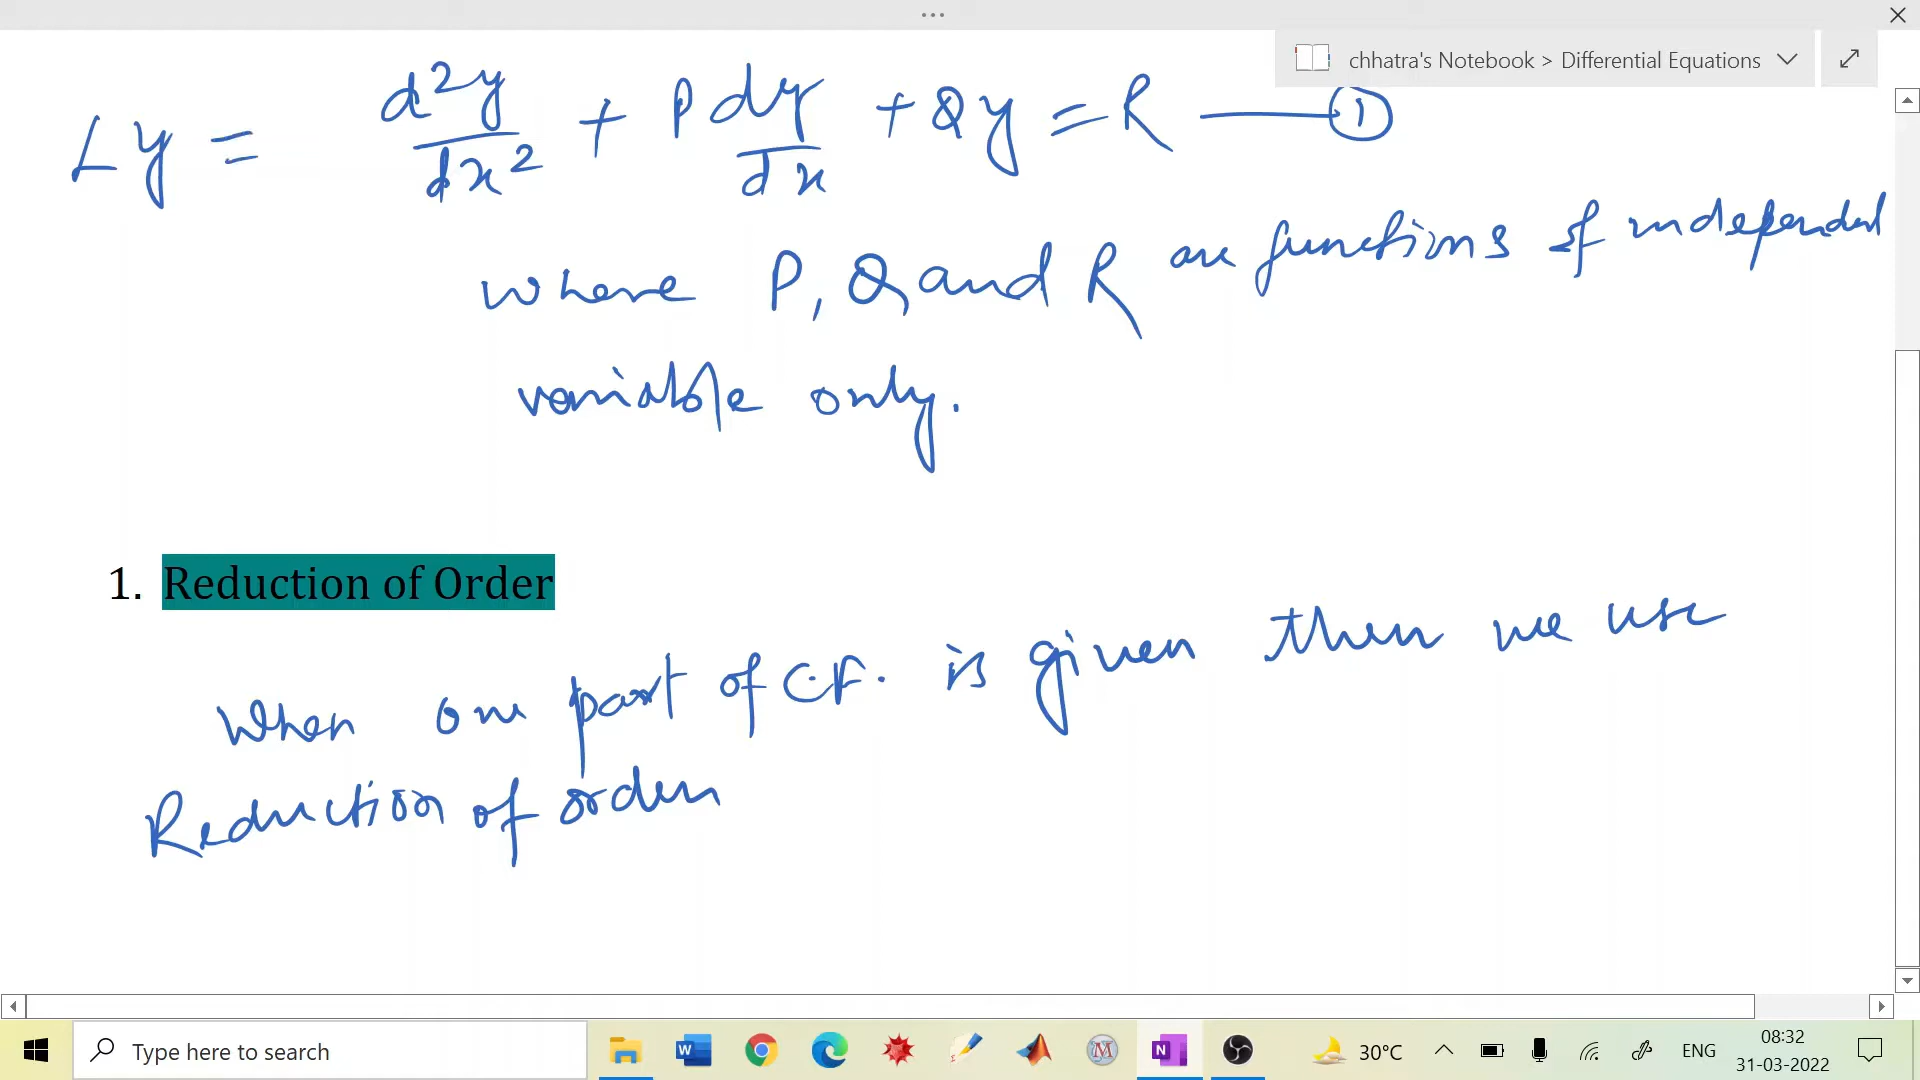 chhatra's Notebook > Differential Equations
Ly = d²y/dx² + P dy/dx + Qy = R —— ①
where P, Q and R are functions of independent
variable only.
1. Reduction of Order
When one part of C.F. is given then we use
Reduction of order
Type here to search
30°C
ENG
08:32
31-03-2022